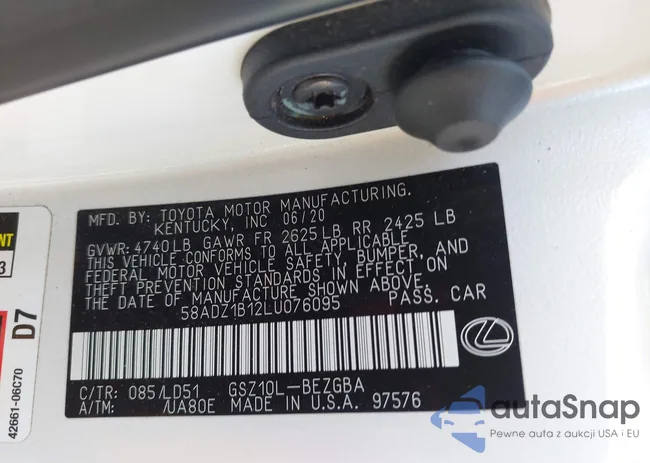 MFD. BY: TOYOTA MOTOR MANUFACTURING.
KENTUCKY, INC 06/20
GVWR: 4740LB GAWR FR 2625LB RR 2425 LB
THIS VEHICLE CONFORMS TO ALL APPLICABLE
FEDERAL MOTOR VEHICLE SAFETY, BUMPER, AND
THEFT PREVENTION STANDARDS IN EFFECT ON
THE DATE OF MANUFACTURE SHOWN ABOVE.
58ADZ1B12LU076095 PASS. CAR
C/TR: 085/LD51 GSZ10L-BEZGBA
A/TM: /UA80E MADE IN U.S.A. 97576
NT
3
D7
42661-06C70
autaSnap
Pewne auta z aukcji USA i EU